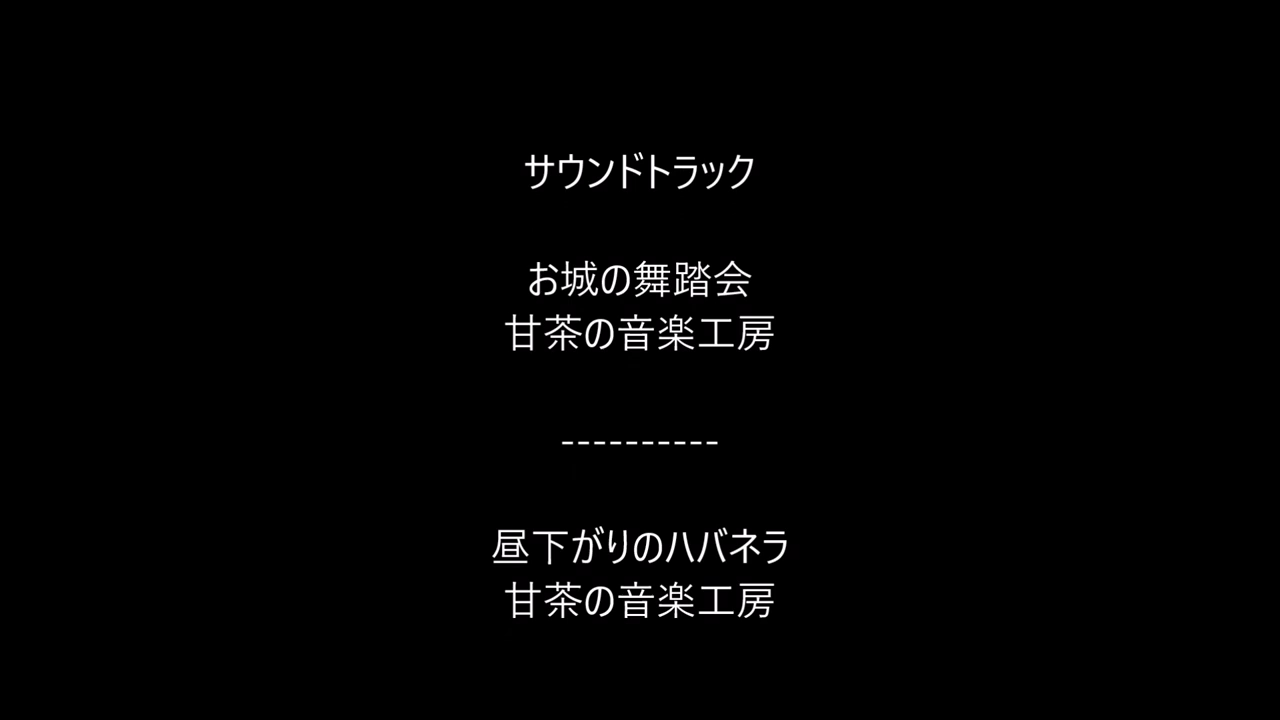 サウンドトラック
お城の舞踏会
甘茶の音楽工房
----------
昼下がりのハバネラ
甘茶の音楽工房